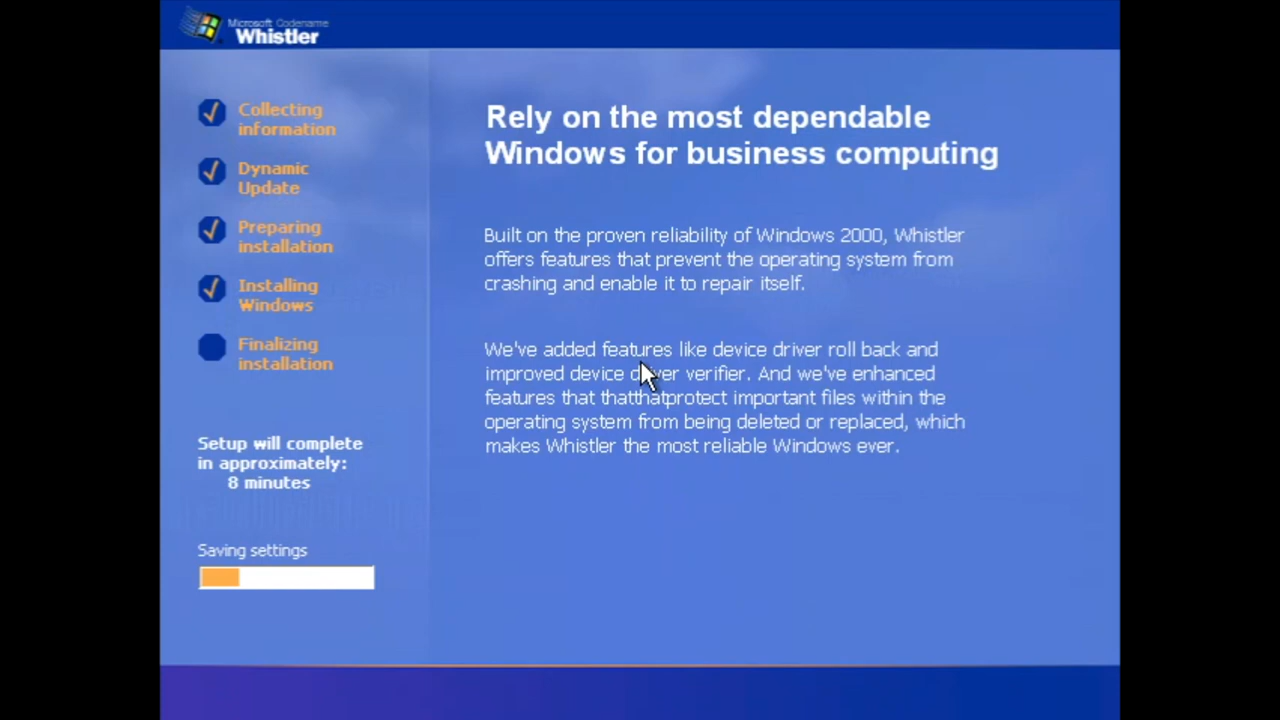 Microsoft Codename
Whistler
Collecting
information
Dynamic
Update
Preparing
installation
Installing
Windows
Finalizing
installation
Setup will complete
in approximately:
8 minutes
Saving settings
Rely on the most dependable
Windows for business computing
Built on the proven reliability of Windows 2000, Whistler
offers features that prevent the operating system from
crashing and enable it to repair itself.
We've added features like device driver roll back and
improved device driver verifier. And we've enhanced
features that thatthatprotect important files within the
operating system from being deleted or replaced, which
makes Whistler the most reliable Windows ever.